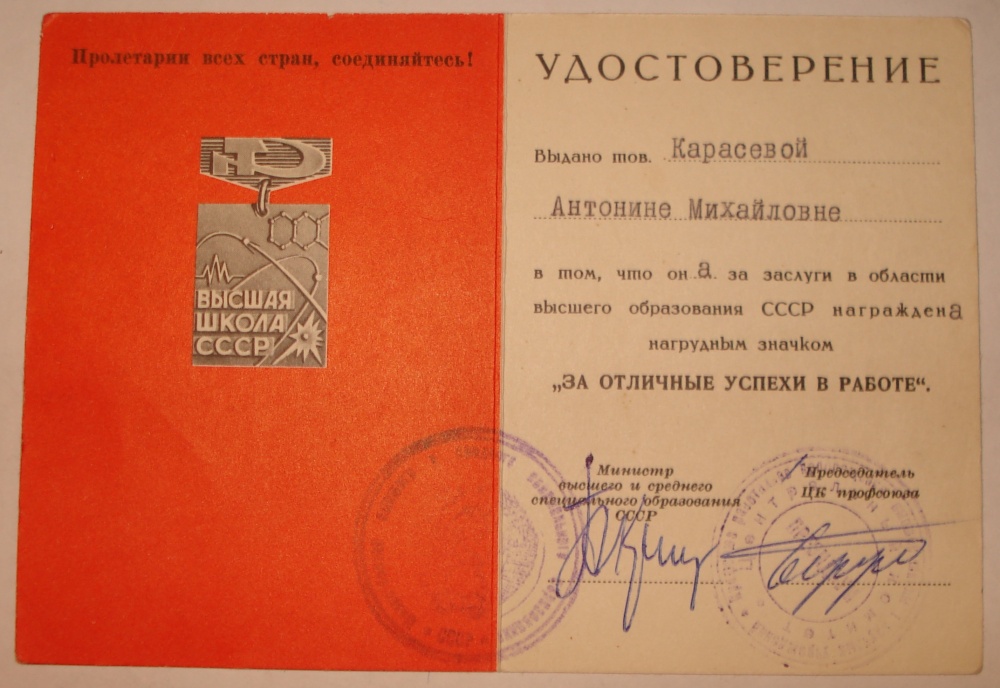 Пролетарии всех стран, соединяйтесь!
ВЫСШАЯ
ШКОЛА
СССР
УДОСТОВЕРЕНИЕ
Выдано тов. Карасевой
Антонине Михайловне
в том, что он а за заслуги в области
высшего образования СССР награждена
нагрудным значком
„ЗА ОТЛИЧНЫЕ УСПЕХИ В РАБОТЕ“.
Министр
высшего и среднего
специального образования
СССР
Председатель
ЦК профсоюза